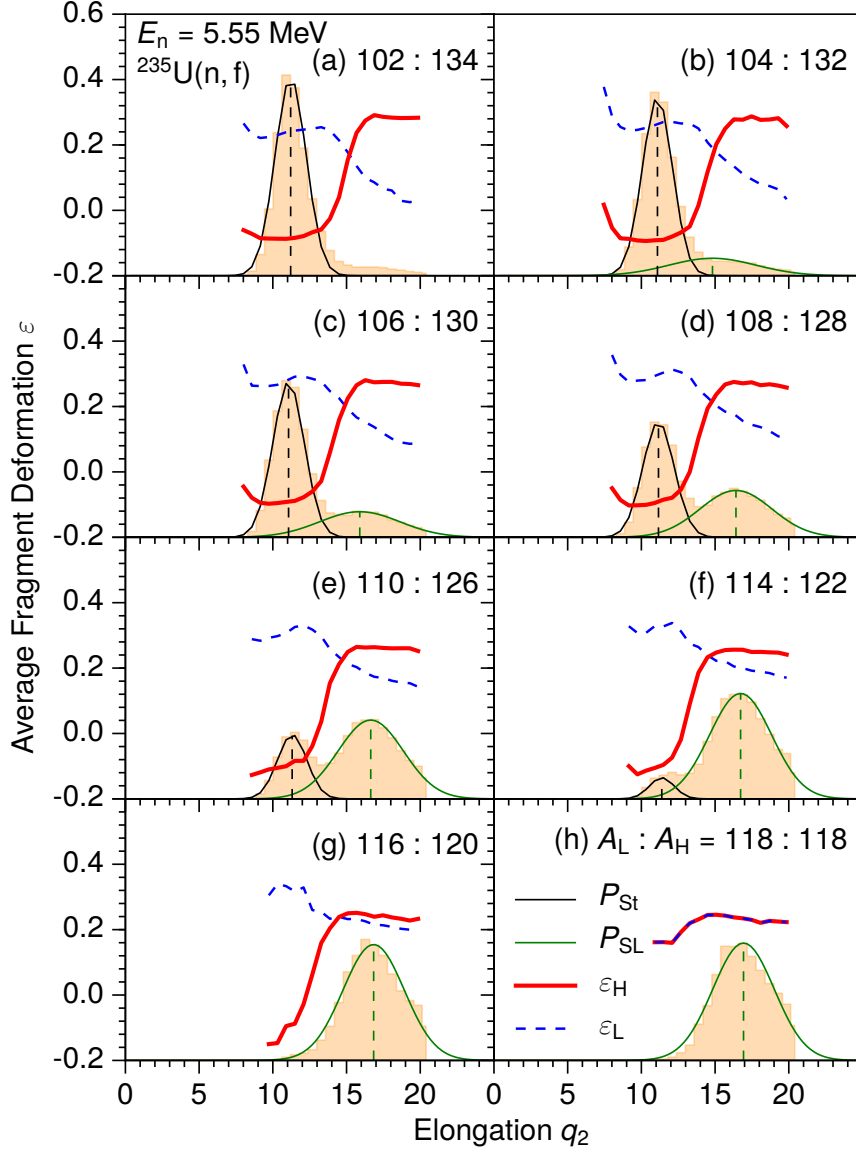 E_n = 5.55 MeV
²³⁵U(n, f)
(a) 102 : 134
(b) 104 : 132
0.6
0.4
0.2
0.0
-0.2
(c) 106 : 130
(d) 108 : 128
0.4
0.2
0.0
-0.2
(e) 110 : 126
(f) 114 : 122
0.4
0.2
0.0
-0.2
(g) 116 : 120
(h) A_L : A_H = 118 : 118
0.4
0.2
0.0
-0.2
P_St
P_SL
ε_H
ε_L
0 5 10 15 20 0 5 10 15 20
Elongation q₂
Average Fragment Deformation ε